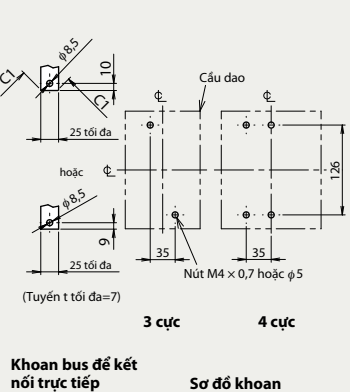 φ8,5
C1
C1
10
25 tối đa
hoặc
φ8,5
9
25 tối đa
(Tuyến t tối đa=7)
Cầu dao
℄
℄
℄
126
35
35
Nút M4 × 0,7 hoặc φ5
3 cực
4 cực
Khoan bus để kết
nối trực tiếp
Sơ đồ khoan